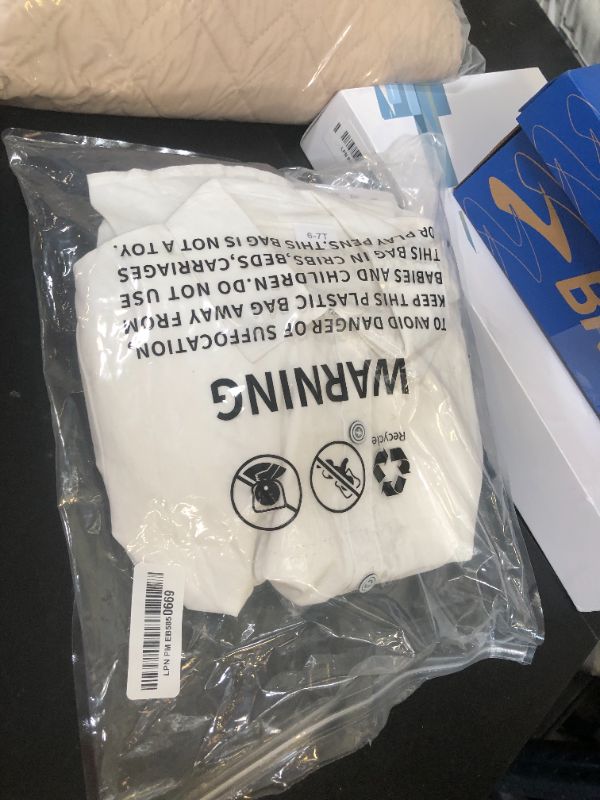 WARNING
TO AVOID DANGER OF SUFFOCATION,
KEEP THIS PLASTIC BAG AWAY FROM
BABIES AND CHILDREN.DO NOT USE
THIS BAG IN CRIBS,BEDS,CARRIAGES
OR PLAY PENS.THIS BAG IS NOT A TOY.
Recycle
6-7T
LPN PM EB5850669